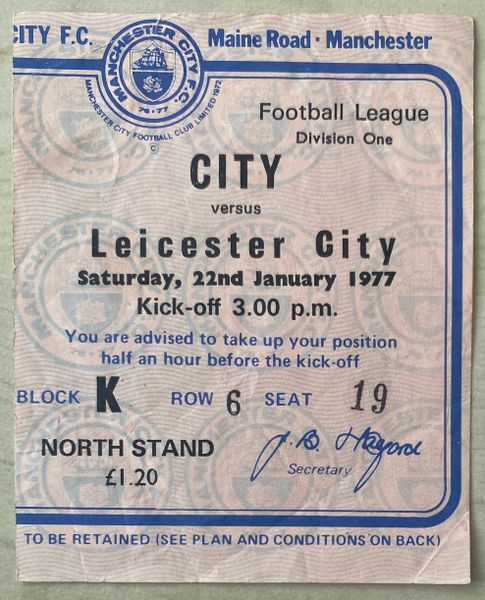 CITY F.C.
Maine Road · Manchester
MANCHESTER CITY F.C.
76 - 77
MANCHESTER CITY FOOTBALL CLUB LIMITED 1972
©
Football League
Division One
CITY
versus
Leicester City
Saturday, 22nd January 1977
Kick-off 3.00 p.m.
You are advised to take up your position
half an hour before the kick-off
BLOCK K ROW 6 SEAT 19
NORTH STAND
£1.20
Secretary
TO BE RETAINED (SEE PLAN AND CONDITIONS ON BACK)